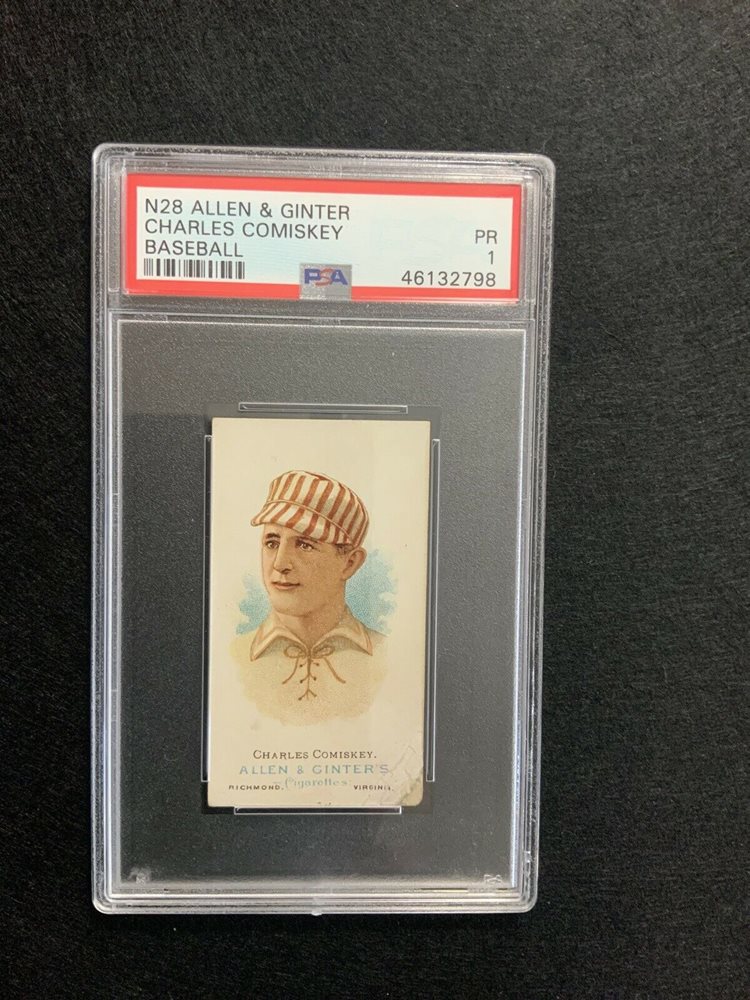 N28 ALLEN & GINTER
CHARLES COMISKEY
BASEBALL
PR
1
PSA
46132798
CHARLES COMISKEY.
ALLEN & GINTER'S
Cigarettes
RICHMOND, VIRGINIA.